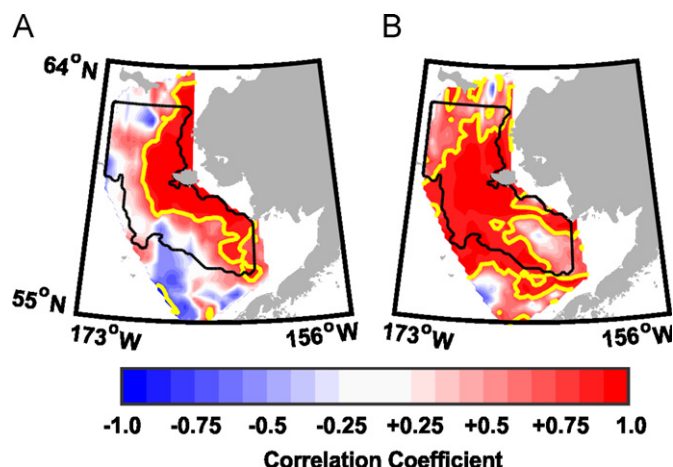 A B
64°N
55°N
173°W 156°W 173°W 156°W
-1.0 -0.75 -0.5 -0.25 +0.25 +0.5 +0.75 1.0
Correlation Coefficient